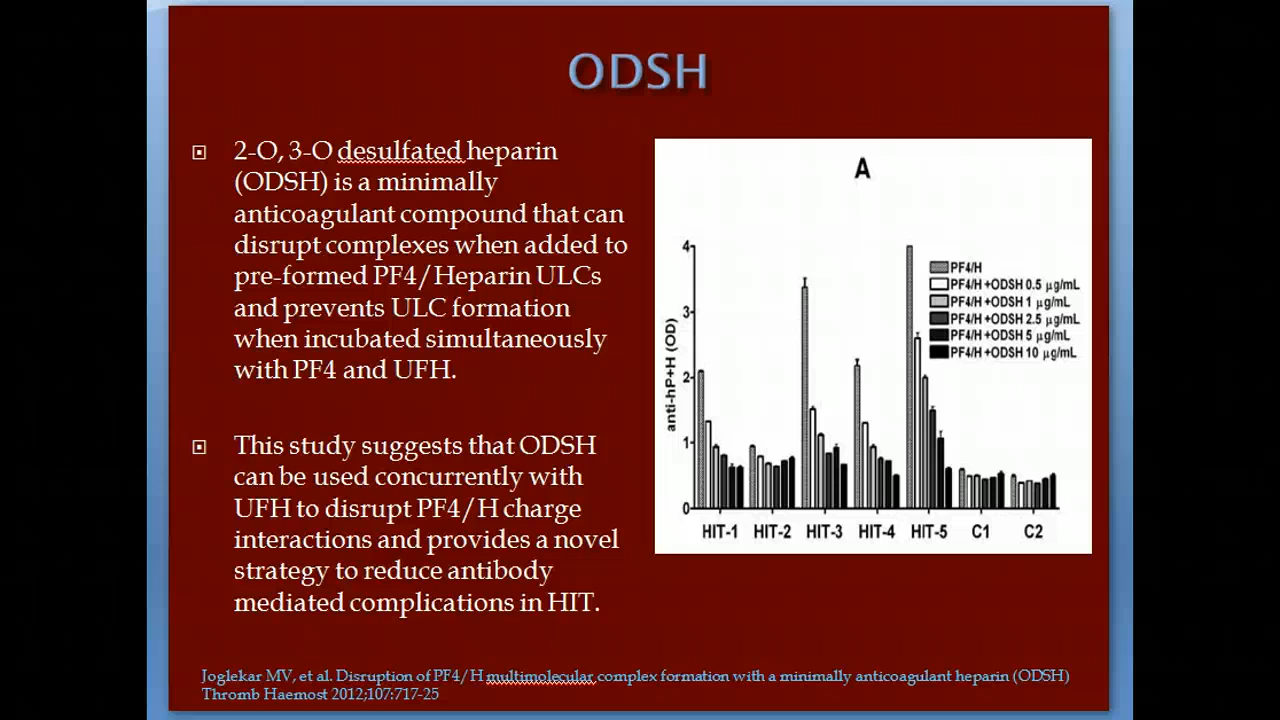 ODSH
2-O, 3-O desulfated heparin
(ODSH) is a minimally
anticoagulant compound that can
disrupt complexes when added to
pre-formed PF4/Heparin ULCs
and prevents ULC formation
when incubated simultaneously
with PF4 and UFH.
This study suggests that ODSH
can be used concurrently with
UFH to disrupt PF4/H charge
interactions and provides a novel
strategy to reduce antibody
mediated complications in HIT.
A
anti-hP+H (OD)
4
3
2
1
0
PF4/H
PF4/H +ODSH 0.5 µg/mL
PF4/H +ODSH 1 µg/mL
PF4/H +ODSH 2.5 µg/mL
PF4/H +ODSH 5 µg/mL
PF4/H +ODSH 10 µg/mL
HIT-1 HIT-2 HIT-3 HIT-4 HIT-5 C1 C2
Joglekar MV, et al. Disruption of PF4/H multimolecular complex formation with a minimally anticoagulant heparin (ODSH)
Thromb Haemost 2012;107:717-25